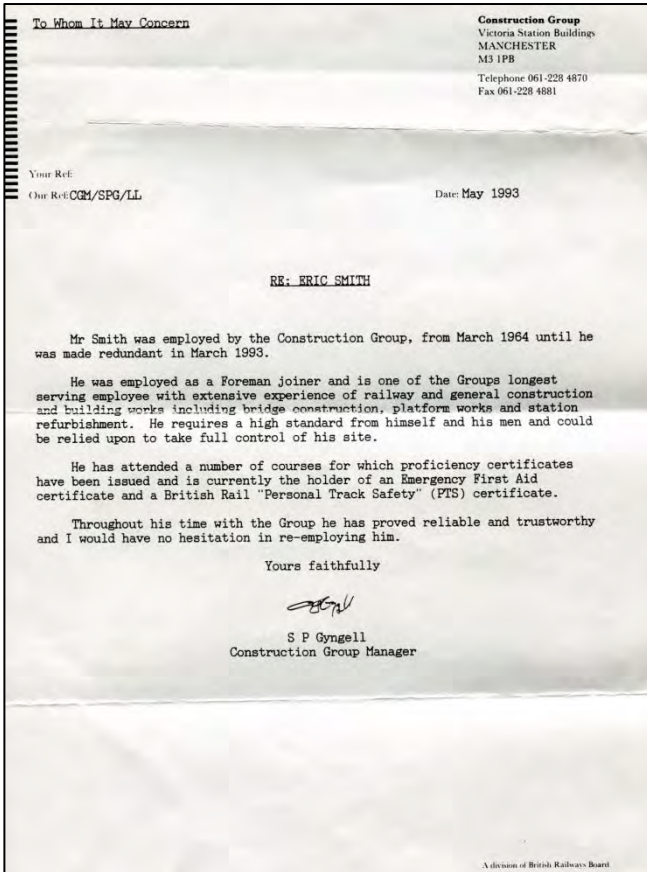 To Whom It May Concern
Construction Group
Victoria Station Buildings
MANCHESTER
M3 1PB
Telephone 061-228 4870
Fax 061-228 4881
Your Ref:
Our Ref: CGM/SPG/LL
Date: May 1993
RE: ERIC SMITH
Mr Smith was employed by the Construction Group, from March 1964 until he
was made redundant in March 1993.
He was employed as a Foreman joiner and is one of the Groups longest
serving employee with extensive experience of railway and general construction
and building works including bridge construction, platform works and station
refurbishment. He requires a high standard from himself and his men and could
be relied upon to take full control of his site.
He has attended a number of courses for which proficiency certificates
have been issued and is currently the holder of an Emergency First Aid
certificate and a British Rail "Personal Track Safety" (PTS) certificate.
Throughout his time with the Group he has proved reliable and trustworthy
and I would have no hesitation in re-employing him.
Yours faithfully
S P Gyngell
Construction Group Manager
A division of British Railways Board